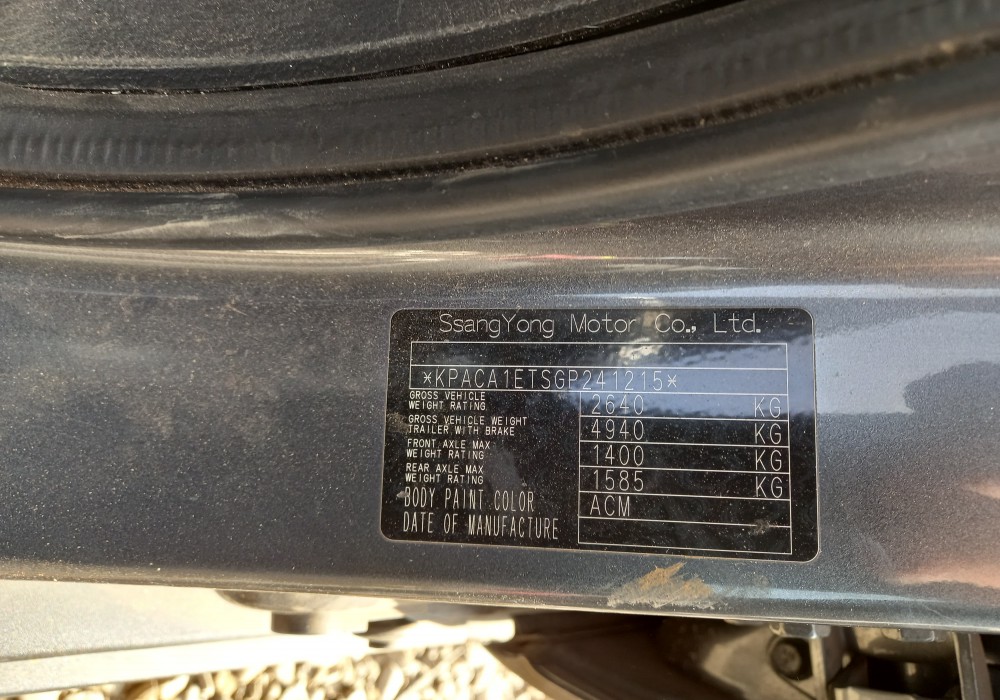 SsangYong Motor Co., Ltd.
*KPACA1ETSGP241215*
GROSS VEHICLE WEIGHT RATING 2640 KG
GROSS VEHICLE WEIGHT TRAILER WITH BRAKE 4940 KG
FRONT AXLE MAX WEIGHT RATING 1400 KG
REAR AXLE MAX WEIGHT RATING 1585 KG
BODY PAINT COLOR ACM
DATE OF MANUFACTURE